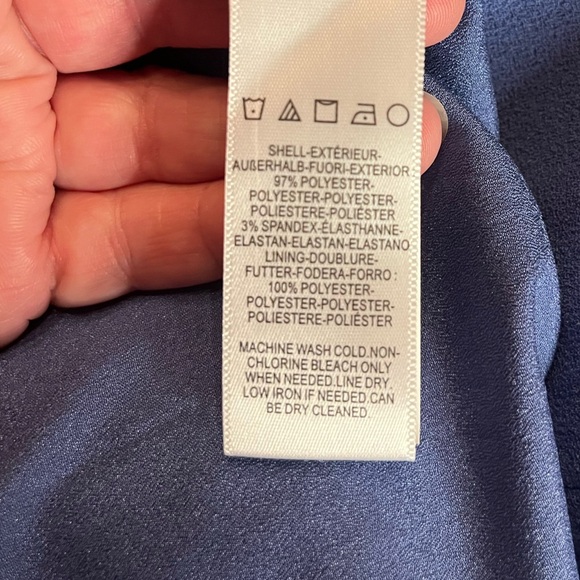 SHELL-EXTÉRIEUR-
AUßERHALB-FUORI-EXTERIOR :
97% POLYESTER-
POLYESTER-POLYESTER-
POLIESTERE-POLIÉSTER
3% SPANDEX-ÉLASTHANNE-
ELASTAN-ELASTAN-ELASTANO
LINING-DOUBLURE-
FUTTER-FODERA-FORRO :
100% POLYESTER-
POLYESTER-POLYESTER-
POLIESTERE-POLIÉSTER
MACHINE WASH COLD.NON-
CHLORINE BLEACH ONLY
WHEN NEEDED.LINE DRY.
LOW IRON IF NEEDED.CAN
BE DRY CLEANED.